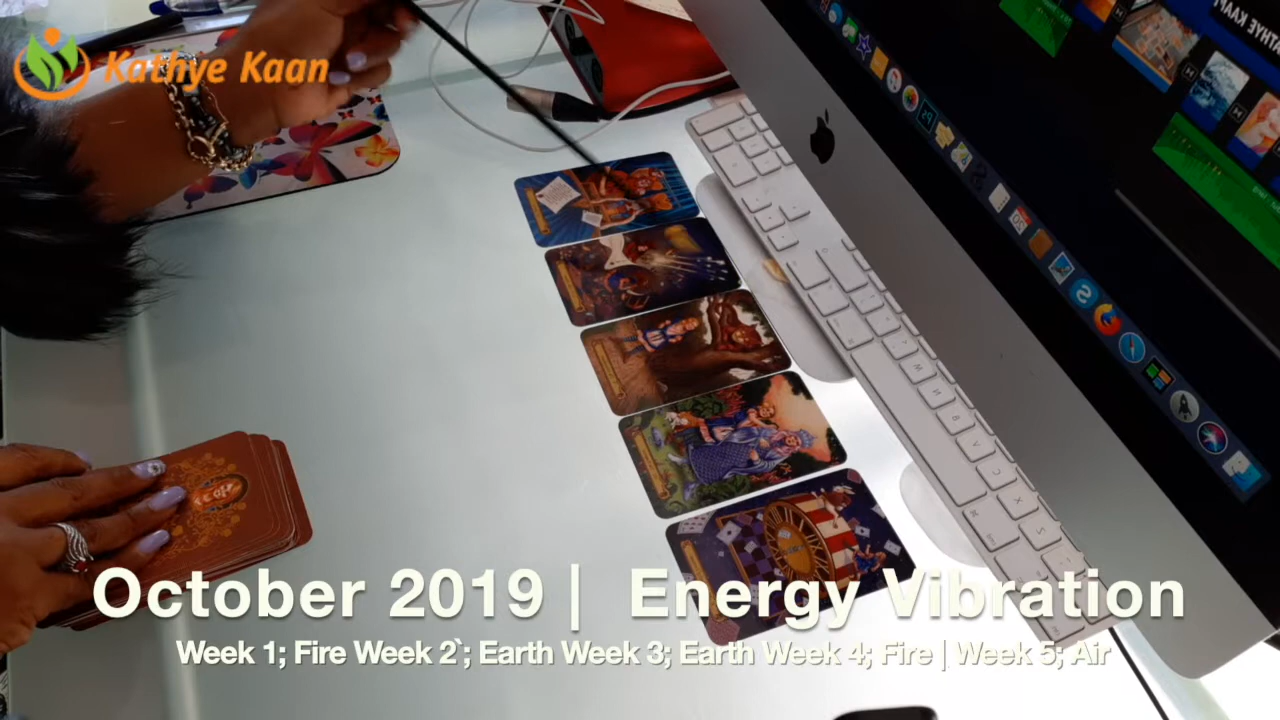 Kathye Kaan
October 2019 | Energy Vibration
Week 1; Fire Week 2`; Earth Week 3; Earth Week 4; Fire | Week 5; Air